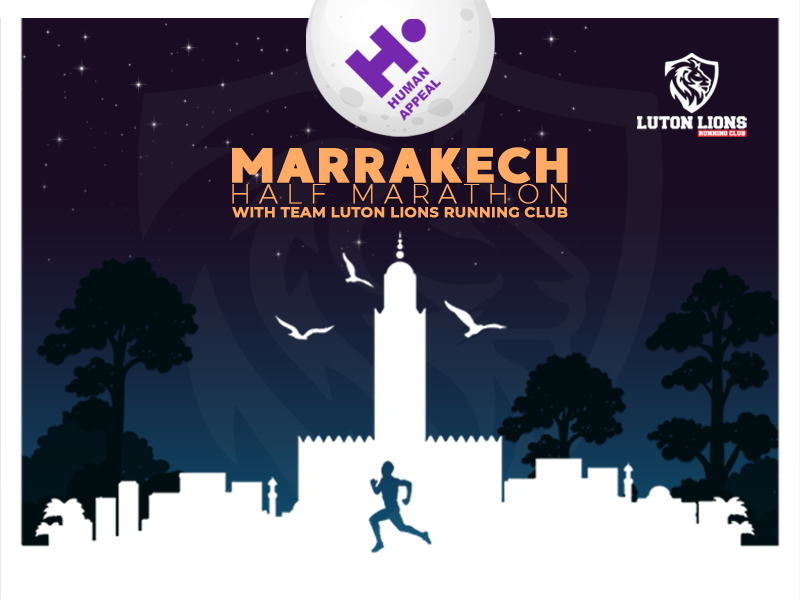 HUMAN
APPEAL
LUTON LIONS
RUNNING CLUB
MARRAKECH
HALF MARATHON
WITH TEAM LUTON LIONS RUNNING CLUB